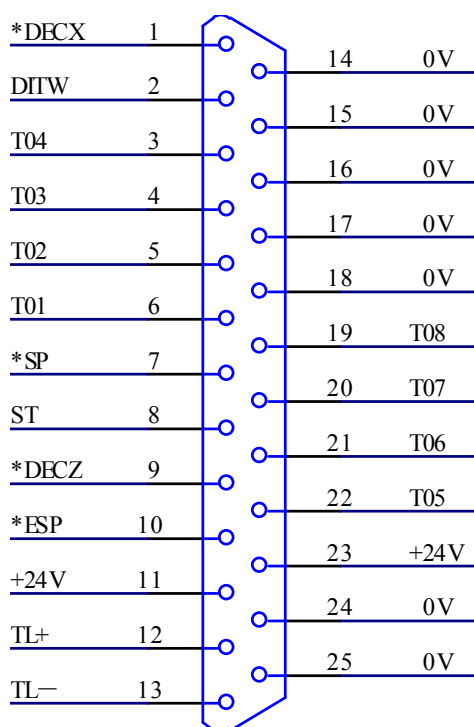 *DECX 1
14 0V
DITW 2
15 0V
T04 3
16 0V
T03 4
17 0V
T02 5
18 0V
T01 6
19 T08
*SP 7
20 T07
ST 8
21 T06
*DECZ 9
22 T05
*ESP 10
23 +24V
+24V 11
24 0V
TL+ 12
25 0V
TL— 13